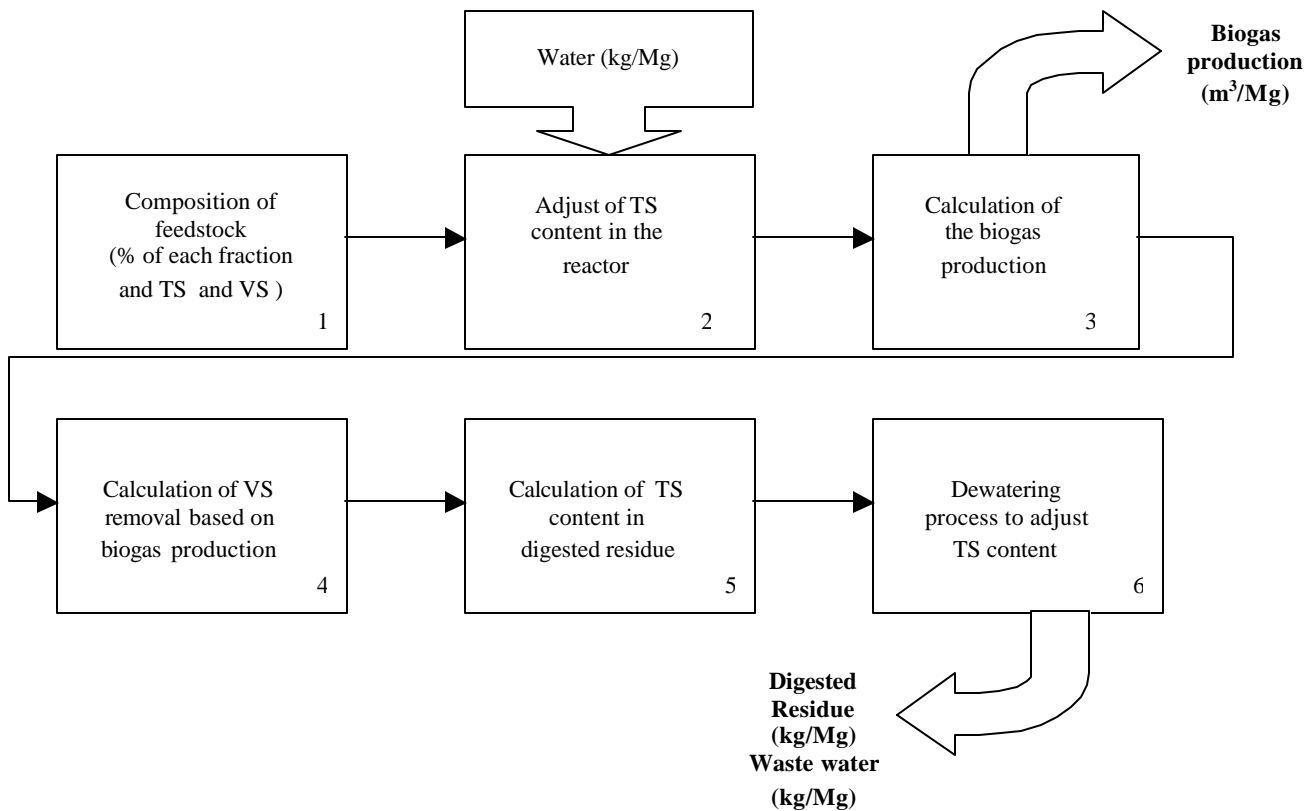 Water (kg/Mg)
Biogas
production
(m³/Mg)
Composition of
feedstock
(% of each fraction
and TS and VS )
1
Adjust of TS
content in the
reactor
2
Calculation of
the biogas
production
3
Calculation of VS
removal based on
biogas production
4
Calculation of TS
content in
digested residue
5
Dewatering
process to adjust
TS content
6
Digested
Residue
(kg/Mg)
Waste water
(kg/Mg)